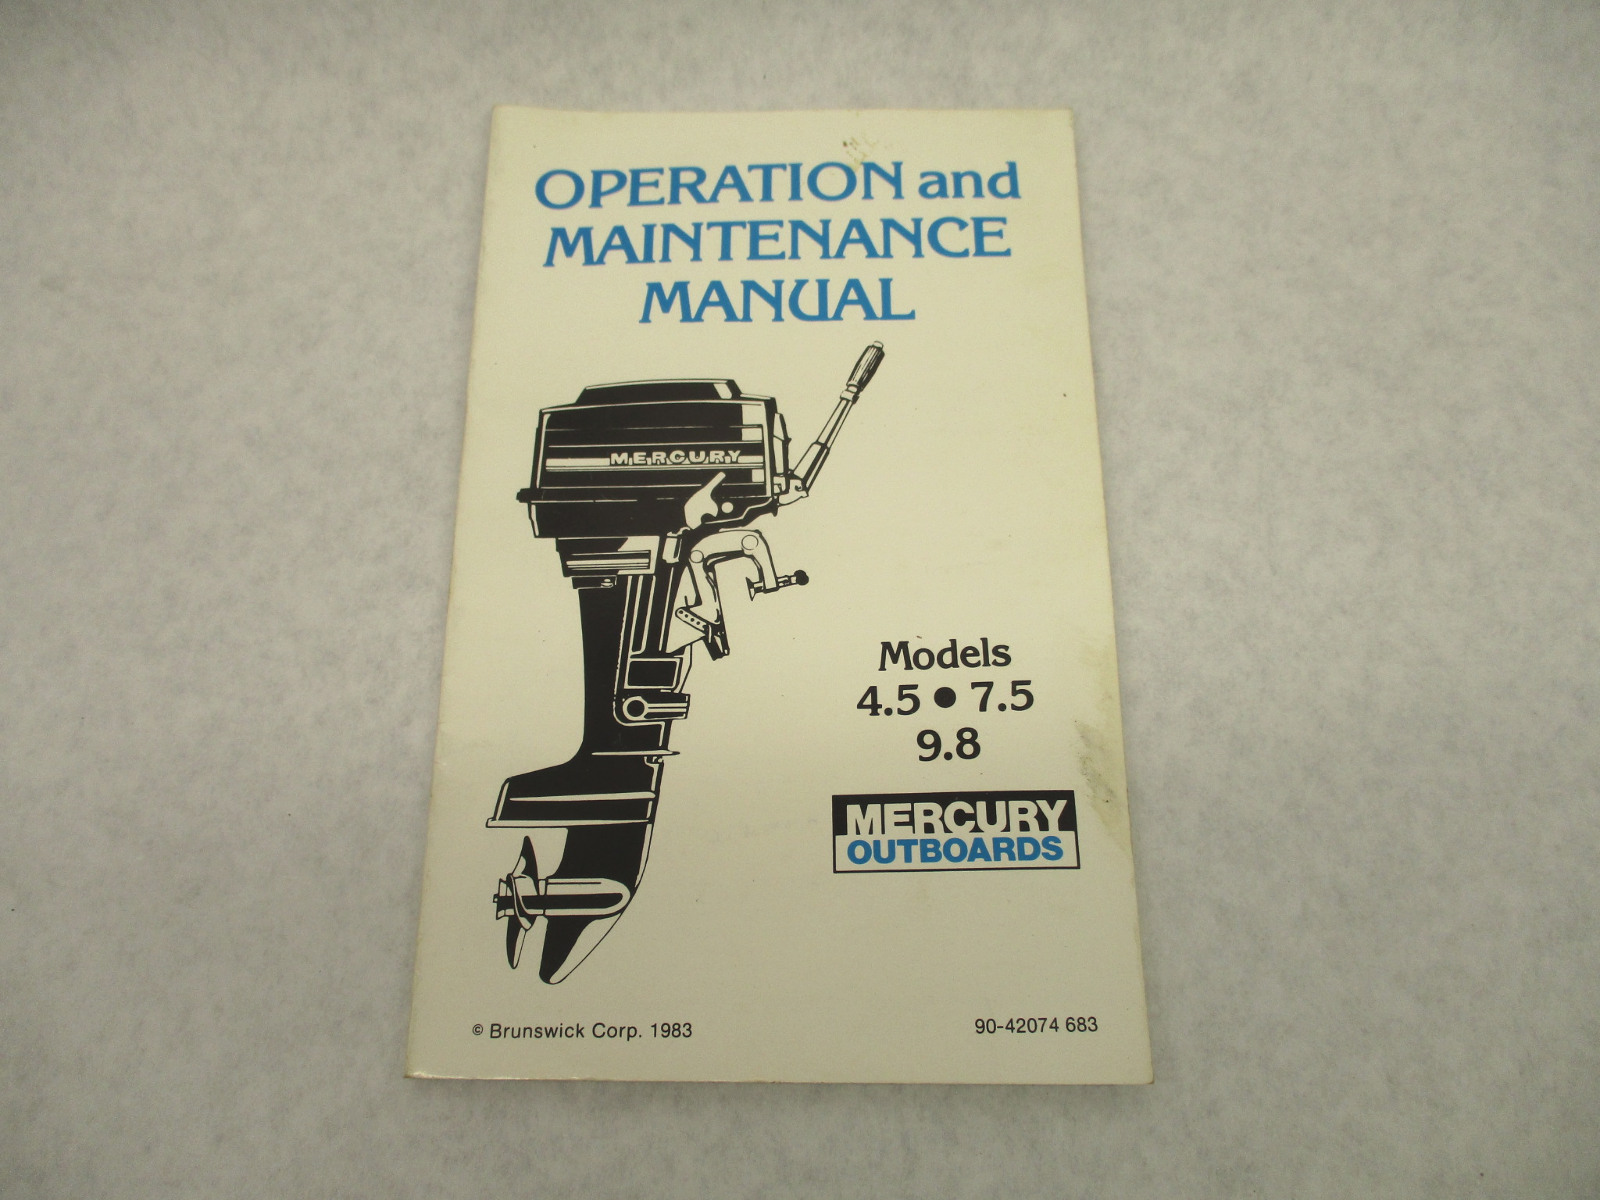 OPERATION and
MAINTENANCE
MANUAL
MERCURY
Models
4.5 ● 7.5
9.8
MERCURY
OUTBOARDS
© Brunswick Corp. 1983
90-42074 683